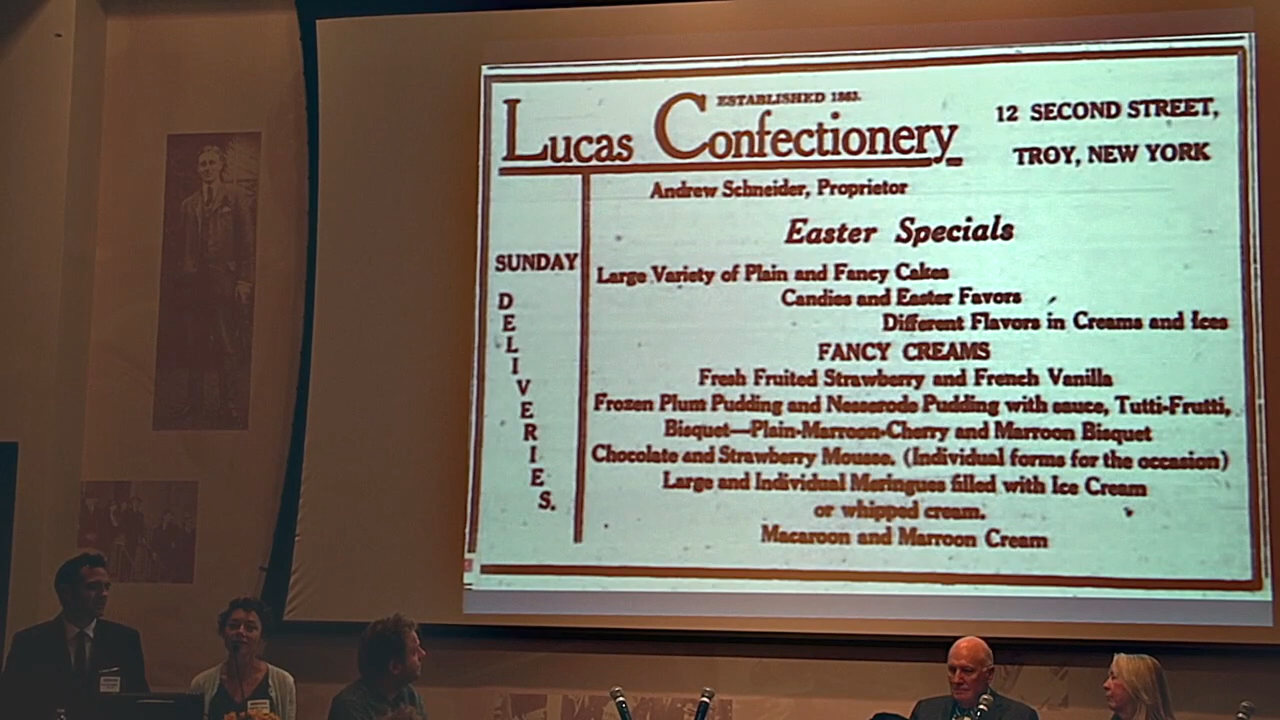 ESTABLISHED 1863.
Lucas Confectionery
12 SECOND STREET,
TROY, NEW YORK
Andrew Schneider, Proprietor
Easter Specials
SUNDAY
DELIVERIES.
Large Variety of Plain and Fancy Cakes
Candies and Easter Favors
Different Flavors in Creams and Ices
FANCY CREAMS
Fresh Fruited Strawberry and French Vanilla
Frozen Plum Pudding and Nesserode Pudding with sauce, Tutti-Frutti,
Bisquet—Plain-Marroon-Cherry and Marroon Bisquet
Chocolate and Strawberry Mousse. (Individual forms for the occasion)
Large and Individual Meringues filled with Ice Cream
or whipped cream.
Macaroon and Marroon Cream